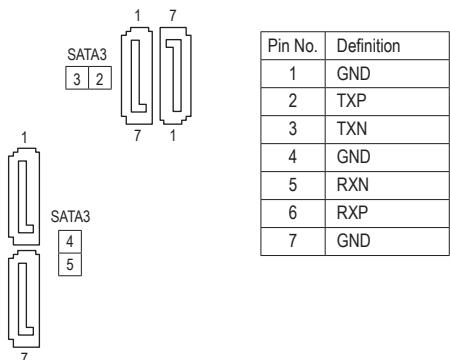 1 7
SATA3
3 2
7 1
1
SATA3
4
5
7
Pin No. Definition
1 GND
2 TXP
3 TXN
4 GND
5 RXN
6 RXP
7 GND